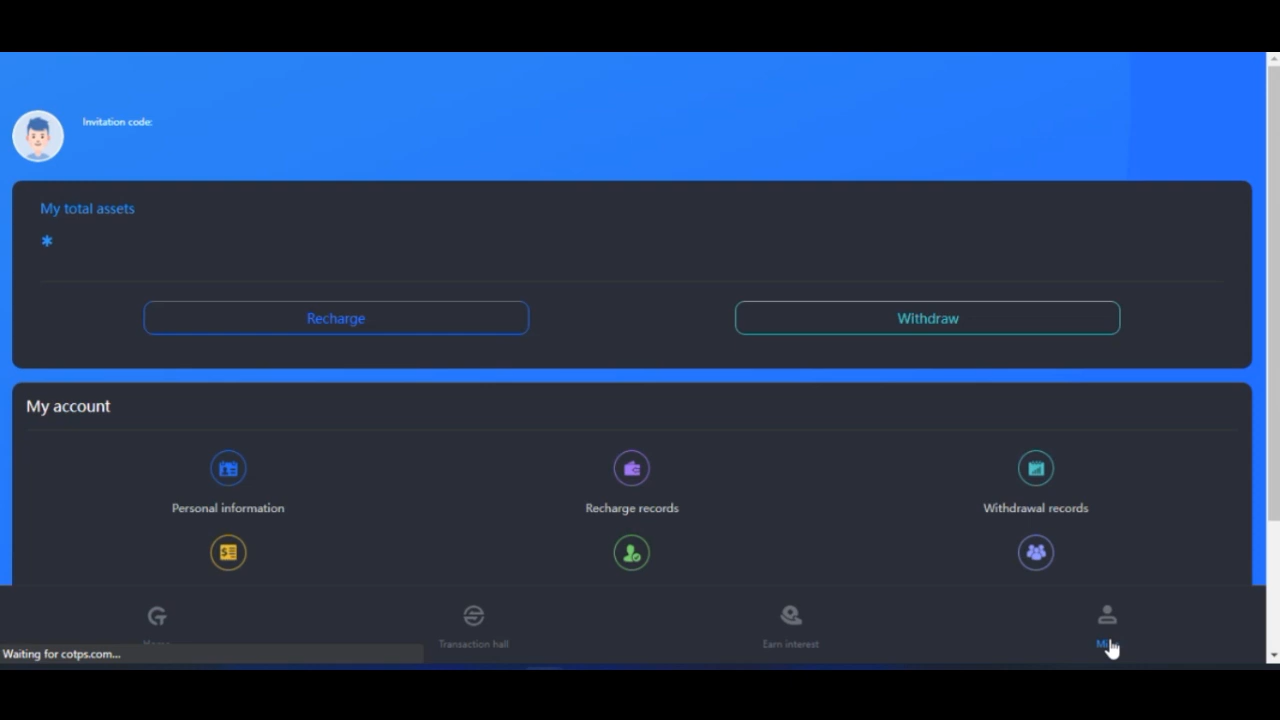 Invitation code:
My total assets
*
Recharge
Withdraw
My account
Personal information
Recharge records
Withdrawal records
Transaction hall
Earn interest
Waiting for cotps.com...